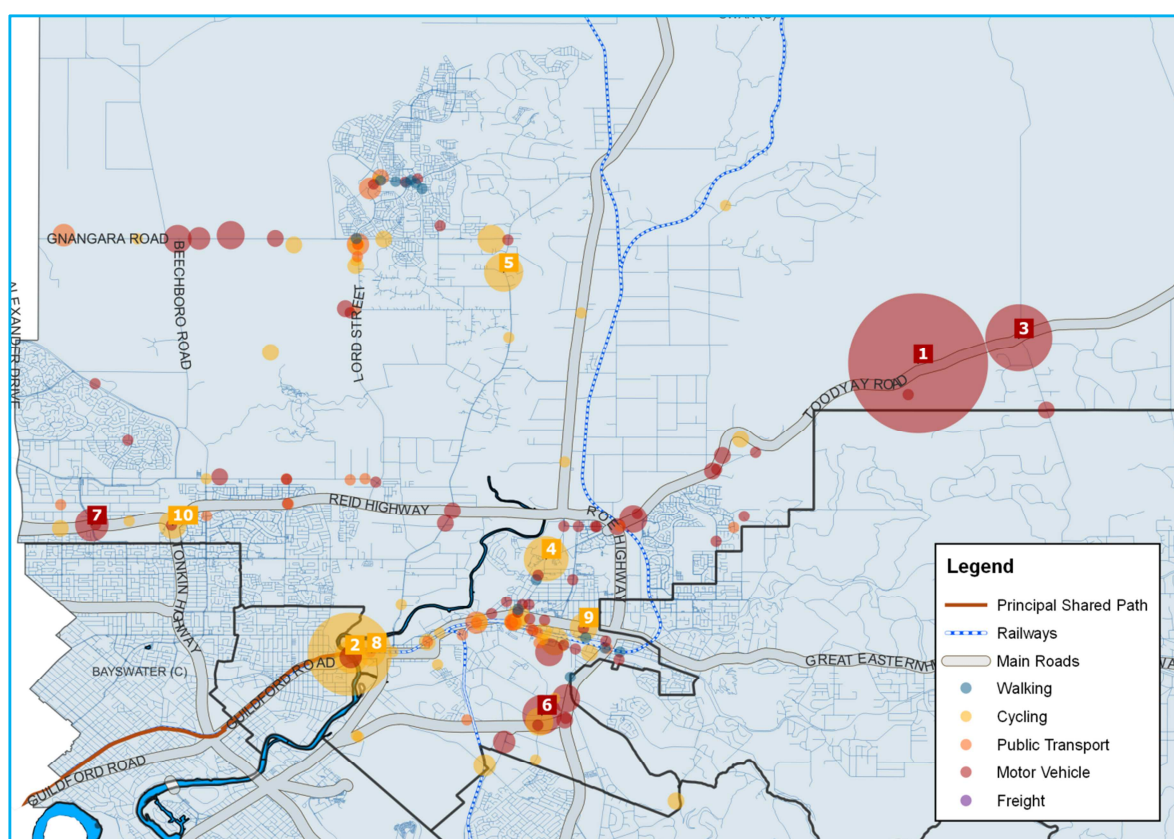 GNANGARA ROAD
BEECHBORO ROAD
ALEXANDER DRIVE
LORD STREET
5
1
3
TOODYAY ROAD
REID HIGHWAY
7
10
ROE HIGHWAY
4
TONKIN HIGHWAY
9
2
8
BAYSWATER (C)
GUILDFORD ROAD
GREAT EASTERN
6
GUILDFORD ROAD
Legend
Principal Shared Path
Railways
Main Roads
Walking
Cycling
Public Transport
Motor Vehicle
Freight